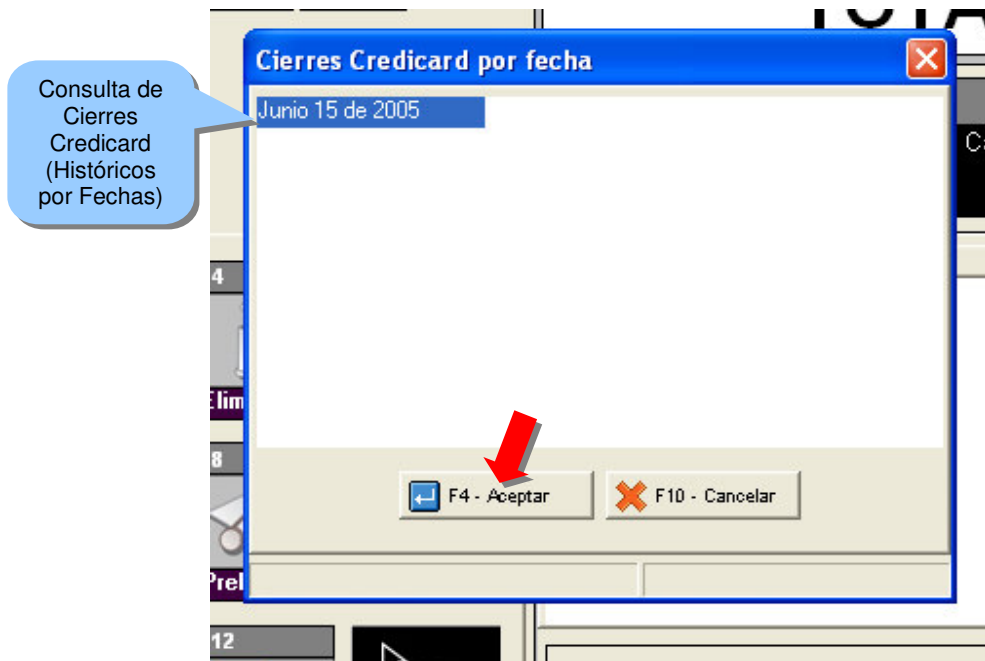 TOTA
Cierres Credicard por fecha
Consulta de
Cierres
Credicard
(Históricos
por Fechas)
Junio 15 de 2005
Ca
4
Elim
8
F4 - Aceptar
F10 - Cancelar
Prel
12